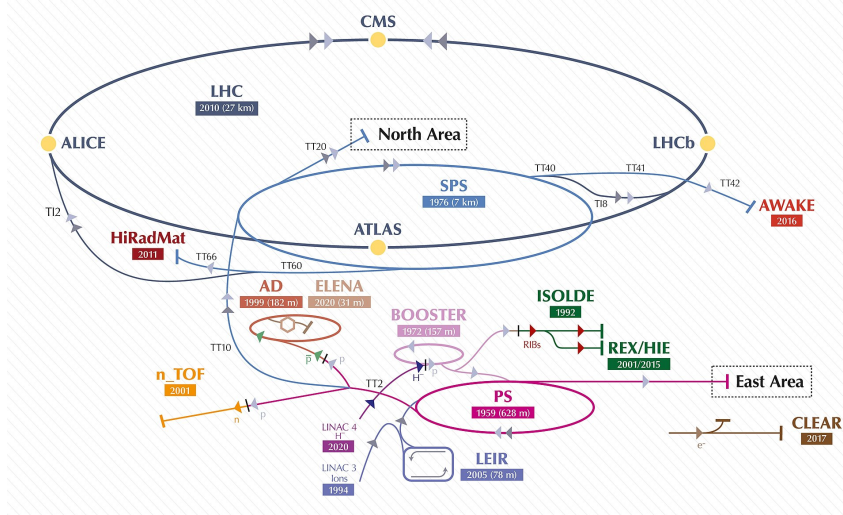 CMS
LHC
2010 (27 km)
ALICE
LHCb
TT20
North Area
TT40
TT41
SPS
1976 (7 km)
TI8
TT42
AWAKE
2016
TI2
ATLAS
HiRadMat
2011
TT66
TT60
AD
1999 (182 m)
ELENA
2020 (31 m)
BOOSTER
1972 (157 m)
ISOLDE
1992
RIBs
REX/HIE
2001/2015
TT10
p̅
p
H⁻
p
n_TOF
2001
n
p
TT2
PS
1959 (628 m)
East Area
LINAC 4
H⁻
2020
LINAC 3
Ions
1994
LEIR
2005 (78 m)
CLEAR
2017
e⁻